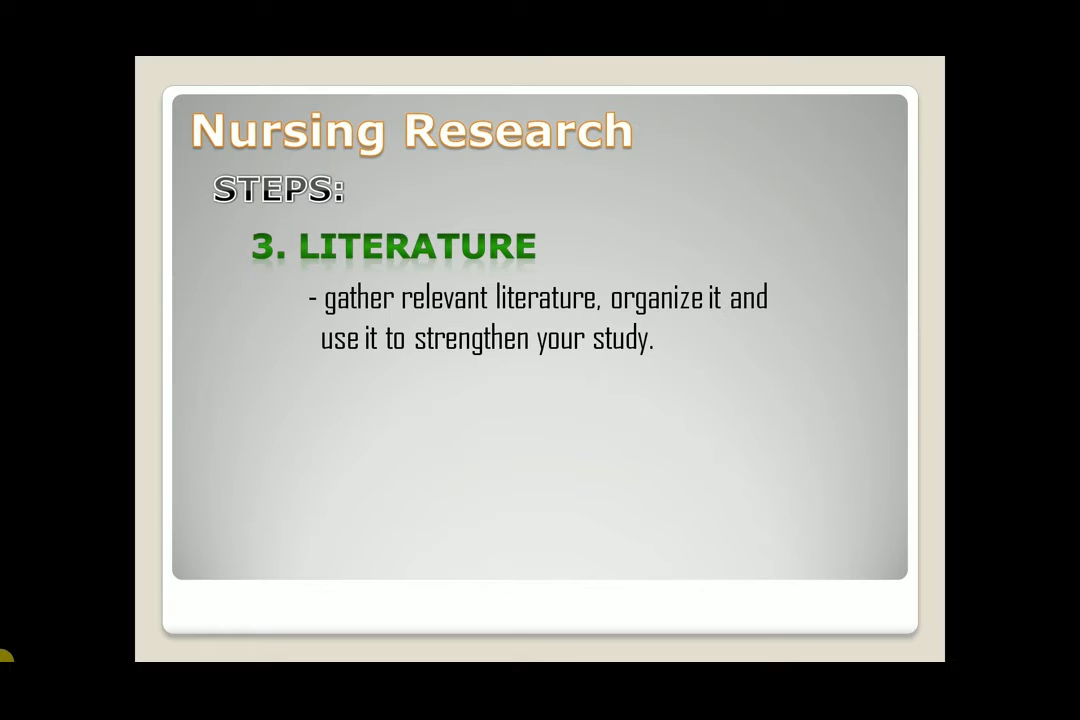 Nursing Research
STEPS:
3. LITERATURE
- gather relevant literature, organize it and
use it to strengthen your study.